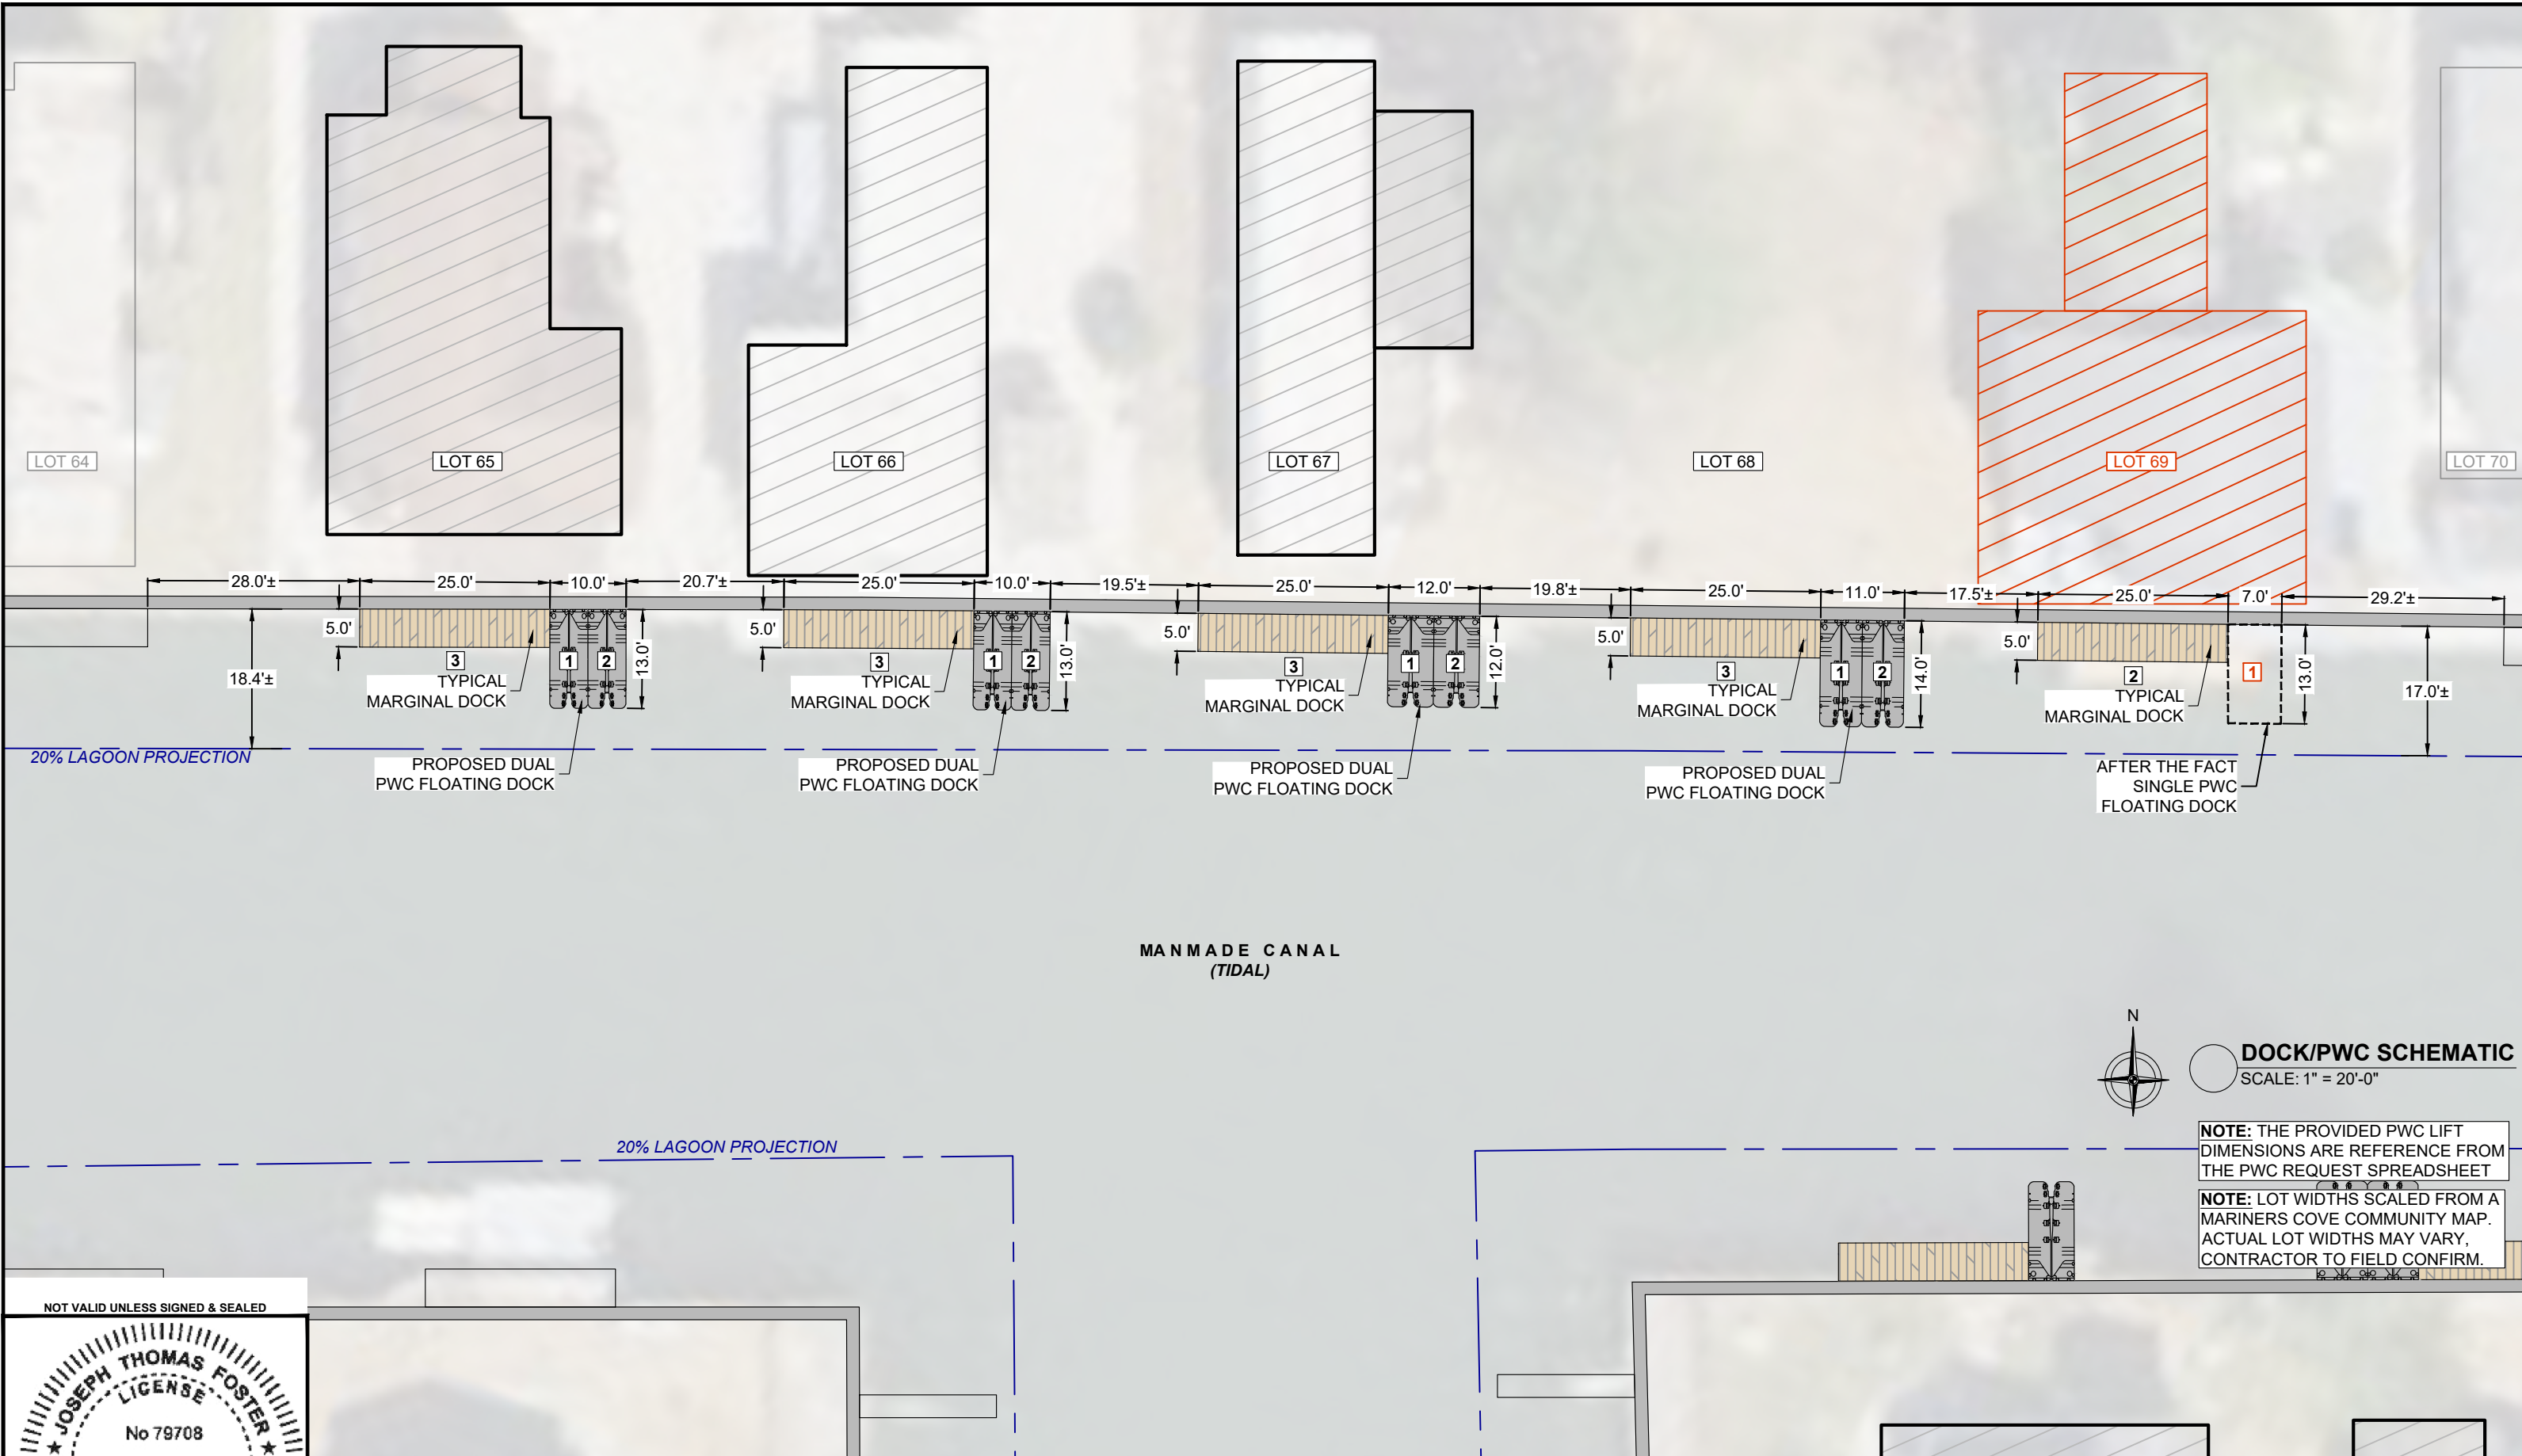 LOT 64
LOT 65
LOT 66
LOT 67
LOT 68
LOT 69
LOT 70
28.0'±
25.0'
10.0'
20.7'±
25.0'
10.0'
19.5'±
25.0'
12.0'
19.8'±
25.0'
11.0'
17.5'±
25.0'
7.0'
29.2'±
18.4'±
5.0'
3
TYPICAL
MARGINAL DOCK
1
2
13.0'
5.0'
3
TYPICAL
MARGINAL DOCK
1
2
13.0'
5.0'
3
TYPICAL
MARGINAL DOCK
1
2
12.0'
5.0'
3
TYPICAL
MARGINAL DOCK
1
2
14.0'
5.0'
2
TYPICAL
MARGINAL DOCK
1
13.0'
17.0'±
20% LAGOON PROJECTION
PROPOSED DUAL
PWC FLOATING DOCK
PROPOSED DUAL
PWC FLOATING DOCK
PROPOSED DUAL
PWC FLOATING DOCK
PROPOSED DUAL
PWC FLOATING DOCK
AFTER THE FACT
SINGLE PWC
FLOATING DOCK
MANMADE CANAL
(TIDAL)
N
DOCK/PWC SCHEMATIC
SCALE: 1" = 20'-0"
20% LAGOON PROJECTION
NOTE: THE PROVIDED PWC LIFT
DIMENSIONS ARE REFERENCE FROM
THE PWC REQUEST SPREADSHEET
NOTE: LOT WIDTHS SCALED FROM A
MARINERS COVE COMMUNITY MAP.
ACTUAL LOT WIDTHS MAY VARY,
CONTRACTOR TO FIELD CONFIRM.
NOT VALID UNLESS SIGNED & SEALED
JOSEPH THOMAS FOSTER
LICENSE
No 79708